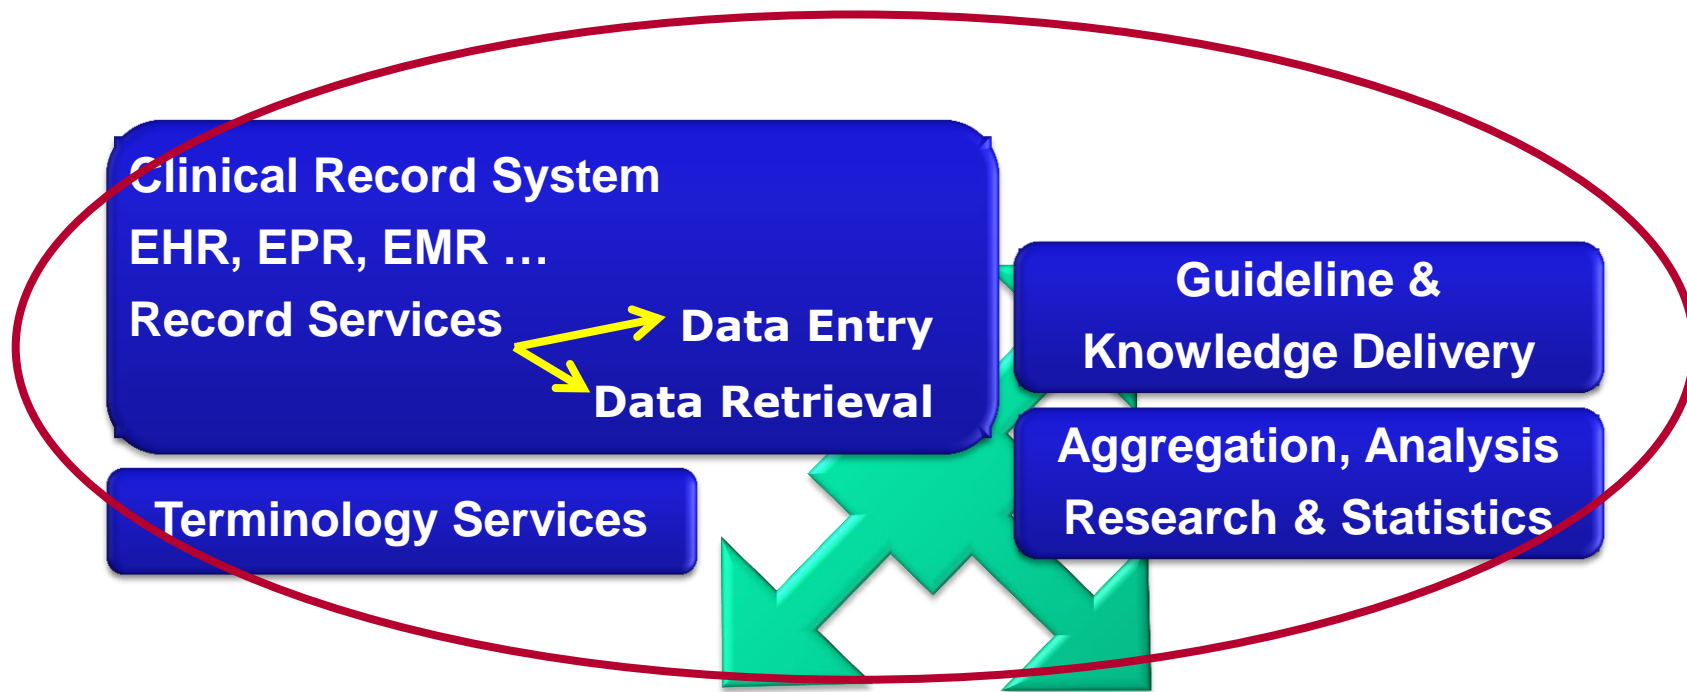 Clinical Record System
EHR, EPR, EMR …
Record Services
Data Entry
Data Retrieval
Terminology Services
Guideline &
Knowledge Delivery
Aggregation, Analysis
Research & Statistics